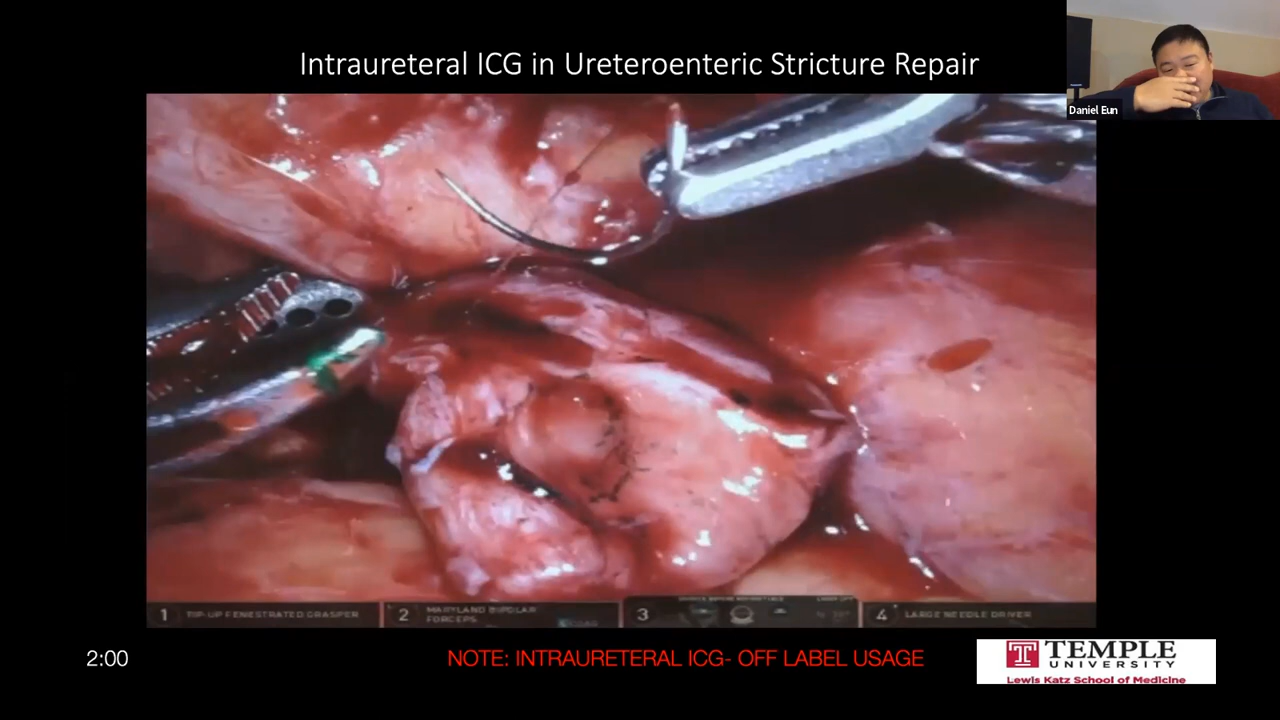 Intraureteral ICG in Ureteroenteric Stricture Repair
Daniel Eun
1 TIP-UP FENESTRATED GRASPER
2 MARYLAND BIPOLAR
FORCEPS
3
4 LARGE NEEDLE DRIVER
2:00
NOTE: INTRAURETERAL ICG- OFF LABEL USAGE
TEMPLE
UNIVERSITY
Lewis Katz School of Medicine